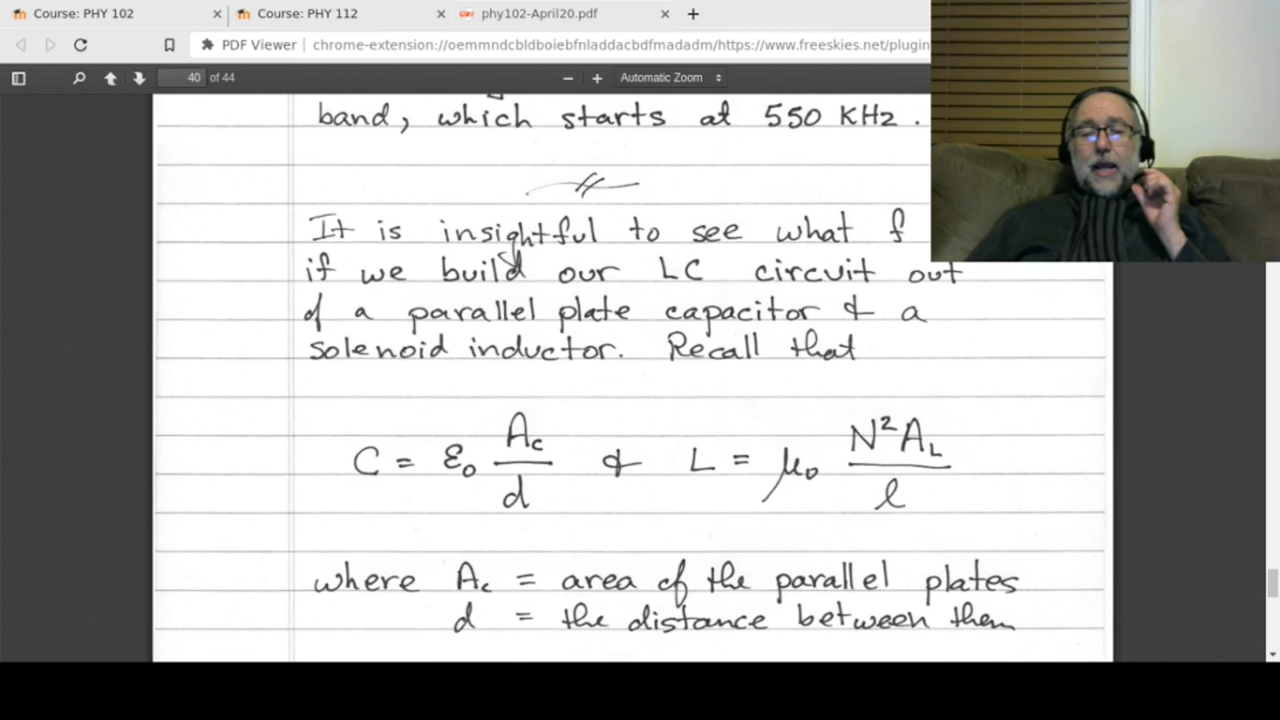 Course: PHY 102
Course: PHY 112
phy102-April20.pdf
PDF Viewer
chrome-extension://oemmndcbldboiebfnladdacbdfmadadm/https://www.freeskies.net/plugin
40 of 44
Automatic Zoom
band, which starts at 550 KHz.
It is insightful to see what f
if we build our LC circuit out
of a parallel plate capacitor & a
solenoid inductor. Recall that
C = ε₀ A_c/d & L = μ₀ N²A_L/ℓ
where A_c = area of the parallel plates
d = the distance between them